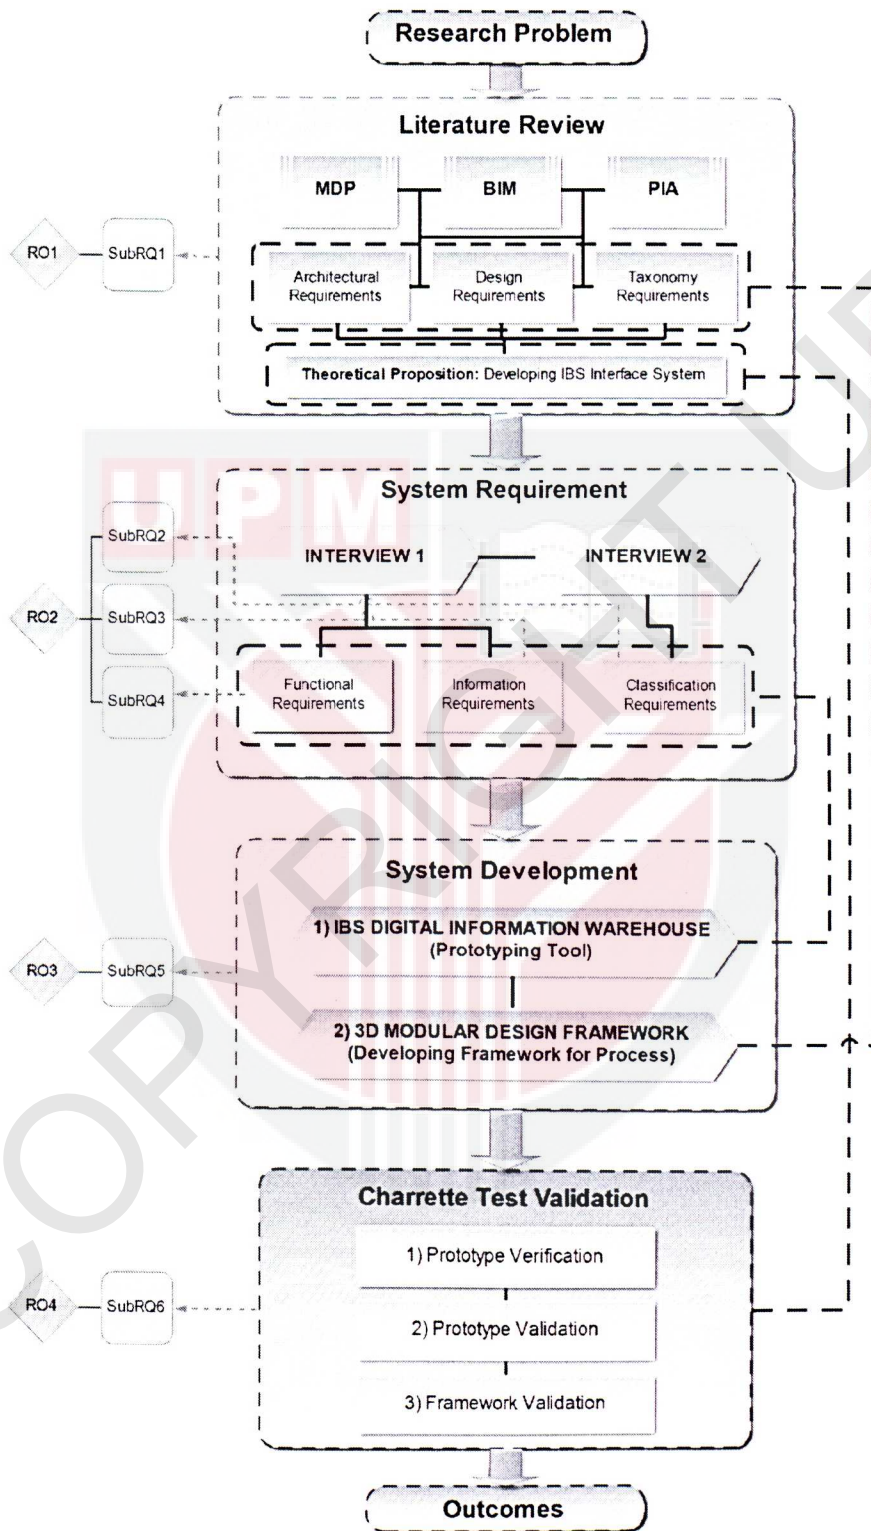 Research Problem
Literature Review
MDP
BIM
PIA
RO1
SubRQ1
Architectural
Requirements
Design
Requirements
Taxonomy
Requirements
Theoretical Proposition: Developing IBS Interface System
UPM
System Requirement
SubRQ2
INTERVIEW 1
INTERVIEW 2
RO2
SubRQ3
SubRQ4
Functional
Requirements
Information
Requirements
Classification
Requirements
System Development
1) IBS DIGITAL INFORMATION WAREHOUSE
(Prototyping Tool)
RO3
SubRQ5
2) 3D MODULAR DESIGN FRAMEWORK
(Developing Framework for Process)
Charrette Test Validation
1) Prototype Verification
RO4
SubRQ6
2) Prototype Validation
3) Framework Validation
Outcomes
COPYRIGHT UP